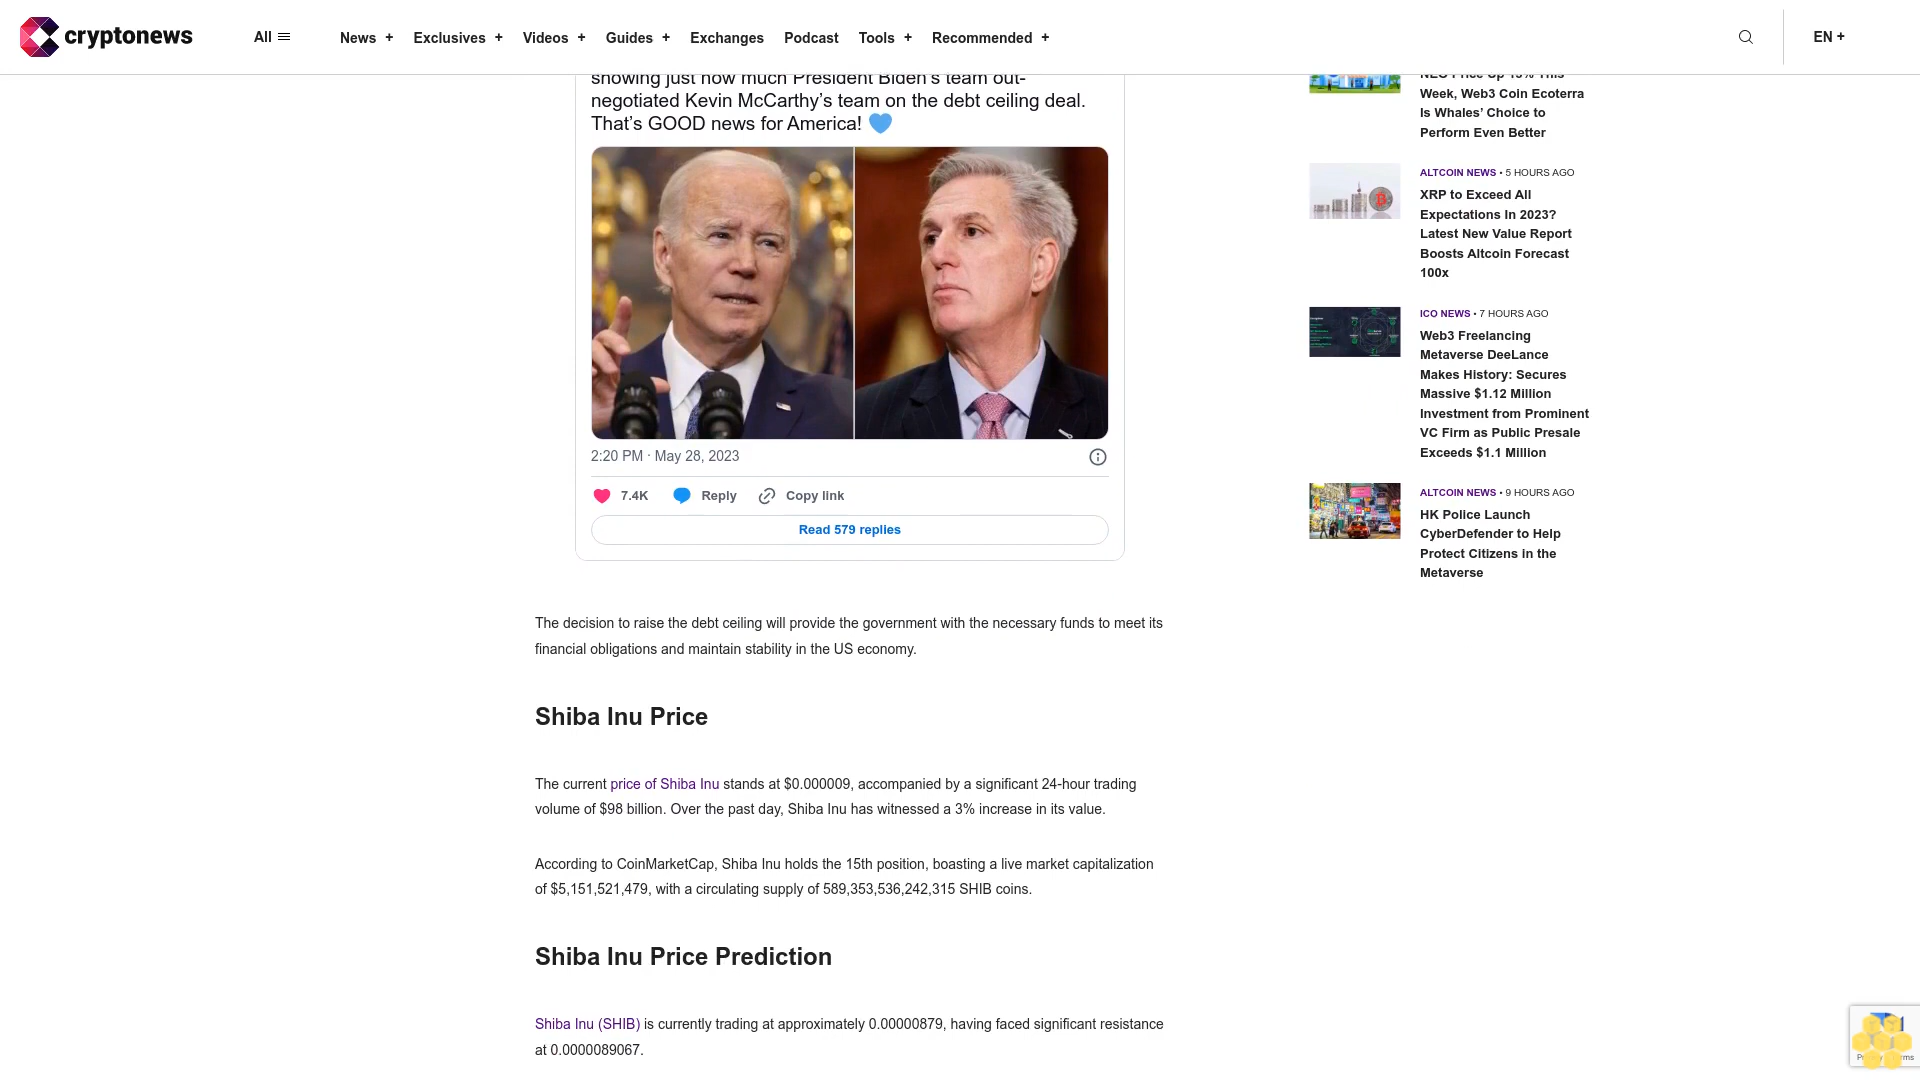 cryptonews
All
News +
Exclusives +
Videos +
Guides +
Exchanges
Podcast
Tools +
Recommended +
EN +
showing just how much President Biden’s team out-
negotiated Kevin McCarthy’s team on the debt ceiling deal.
That’s GOOD news for America! 💙
2:20 PM · May 28, 2023
7.4K
Reply
Copy link
Read 579 replies
The decision to raise the debt ceiling will provide the government with the necessary funds to meet its
financial obligations and maintain stability in the US economy.
Shiba Inu Price
The current price of Shiba Inu stands at $0.000009, accompanied by a significant 24-hour trading
volume of $98 billion. Over the past day, Shiba Inu has witnessed a 3% increase in its value.
According to CoinMarketCap, Shiba Inu holds the 15th position, boasting a live market capitalization
of $5,151,521,479, with a circulating supply of 589,353,536,242,315 SHIB coins.
Shiba Inu Price Prediction
Shiba Inu (SHIB) is currently trading at approximately 0.00000879, having faced significant resistance
at 0.0000089067.
Price Up 19% This
Week, Web3 Coin Ecoterra
Is Whales’ Choice to
Perform Even Better
ALTCOIN NEWS • 5 HOURS AGO
XRP to Exceed All
Expectations In 2023?
Latest New Value Report
Boosts Altcoin Forecast
100x
ICO NEWS • 7 HOURS AGO
Web3 Freelancing
Metaverse DeeLance
Makes History: Secures
Massive $1.12 Million
Investment from Prominent
VC Firm as Public Presale
Exceeds $1.1 Million
ALTCOIN NEWS • 9 HOURS AGO
HK Police Launch
CyberDefender to Help
Protect Citizens in the
Metaverse